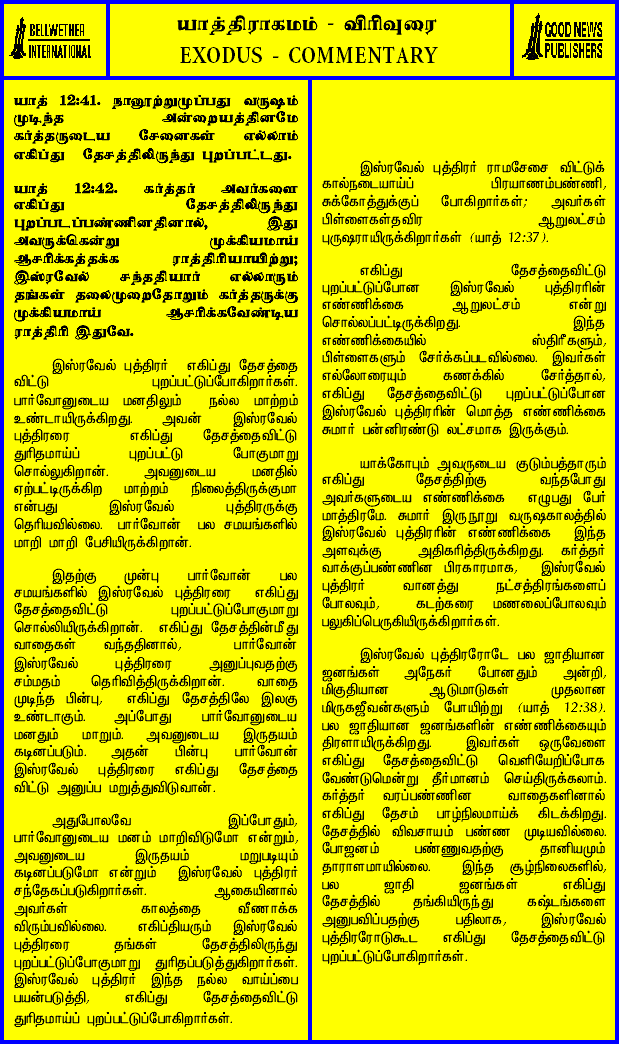 BELLWETHER
INTERNATIONAL
யாத்திராகமம் - விரிவுரை
EXODUS - COMMENTARY
GOOD NEWS
PUBLISHERS
யாத் 12:41. நானூற்றுமுப்பது வருஷம்
முடிந்த அன்றையத்தினமே
கர்த்தருடைய சேனைகள் எல்லாம்
எகிப்து தேசத்திலிருந்து புறப்பட்டது.
யாத் 12:42. கர்த்தர் அவர்களை
எகிப்து தேசத்திலிருந்து
புறப்படப்பண்ணினதினால், இது
அவருக்கென்று முக்கியமாய்
ஆசரிக்கத்தக்க ராத்திரியாயிற்று;
இஸ்ரவேல் சந்ததியார் எல்லாரும்
தங்கள் தலைமுறைதோறும் கர்த்தருக்கு
முக்கியமாய் ஆசரிக்கவேண்டிய
ராத்திரி இதுவே.
இஸ்ரவேல் புத்திரர் எகிப்து தேசத்தை
விட்டு புறப்பட்டுப்போகிறார்கள்.
பார்வோனுடைய மனதிலும் நல்ல மாற்றம்
உண்டாயிருக்கிறது. அவன் இஸ்ரவேல்
புத்திரரை எகிப்து தேசத்தைவிட்டு
துரிதமாய்ப் புறப்பட்டு போகுமாறு
சொல்லுகிறான். அவனுடைய மனதில்
ஏற்பட்டிருக்கிற மாற்றம் நிலைத்திருக்குமா
என்பது இஸ்ரவேல் புத்திரருக்கு
தெரியவில்லை. பார்வோன் பல சமயங்களில்
மாறி மாறி பேசியிருக்கிறான்.
இதற்கு முன்பு பார்வோன் பல
சமயங்களில் இஸ்ரவேல் புத்திரரை எகிப்து
தேசத்தைவிட்டு புறப்பட்டுப்போகுமாறு
சொல்லியிருக்கிறான். எகிப்து தேசத்தின்மீது
வாதைகள் வந்ததினால், பார்வோன்
இஸ்ரவேல் புத்திரரை அனுப்புவதற்கு
சம்மதம் தெரிவித்திருக்கிறான். வாதை
முடிந்த பின்பு, எகிப்து தேசத்திலே இலகு
உண்டாகும். அப்போது பார்வோனுடைய
மனதும் மாறும். அவனுடைய இருதயம்
கடினப்படும். அதன் பின்பு பார்வோன்
இஸ்ரவேல் புத்திரரை எகிப்து தேசத்தை
விட்டு அனுப்ப மறுத்துவிடுவான்.
அதுபோலவே இப்போதும்,
பார்வோனுடைய மனம் மாறிவிடுமோ என்றும்,
அவனுடைய இருதயம் மறுபடியும்
கடினப்படுமோ என்றும் இஸ்ரவேல் புத்திரர்
சந்தேகப்படுகிறார்கள். ஆகையினால்
அவர்கள் காலத்தை வீணாக்க
விரும்பவில்லை. எகிப்தியரும் இஸ்ரவேல்
புத்திரரை தங்கள் தேசத்திலிருந்து
புறப்பட்டுப்போகுமாறு துரிதப்படுத்துகிறார்கள்.
இஸ்ரவேல் புத்திரர் இந்த நல்ல வாய்ப்பை
பயன்படுத்தி, எகிப்து தேசத்தைவிட்டு
துரிதமாய்ப் புறப்பட்டுப்போகிறார்கள்.
இஸ்ரவேல் புத்திரர் ராமசேசை விட்டுக்
கால்நடையாய்ப் பிரயாணம்பண்ணி,
சுக்கோத்துக்குப் போகிறார்கள்; அவர்கள்
பிள்ளைகள்தவிர ஆறுலட்சம்
புருஷராயிருக்கிறார்கள் (யாத் 12:37).
எகிப்து தேசத்தைவிட்டு
புறப்பட்டுப்போன இஸ்ரவேல் புத்திரரின்
எண்ணிக்கை ஆறுலட்சம் என்று
சொல்லப்பட்டிருக்கிறது. இந்த
எண்ணிக்கையில் ஸ்திரீகளும்,
பிள்ளைகளும் சேர்க்கப்படவில்லை. இவர்கள்
எல்லோரையும் கணக்கில் சேர்த்தால்,
எகிப்து தேசத்தைவிட்டு புறப்பட்டுப்போன
இஸ்ரவேல் புத்திரரின் மொத்த எண்ணிக்கை
சுமார் பன்னிரண்டு லட்சமாக இருக்கும்.
யாக்கோபும் அவருடைய குடும்பத்தாரும்
எகிப்து தேசத்திற்கு வந்தபோது
அவர்களுடைய எண்ணிக்கை எழுபது பேர்
மாத்திரமே. சுமார் இருநூறு வருஷகாலத்தில்
இஸ்ரவேல் புத்திரரின் எண்ணிக்கை இந்த
அளவுக்கு அதிகரித்திருக்கிறது. கர்த்தர்
வாக்குப்பண்ணின பிரகாரமாக, இஸ்ரவேல்
புத்திரர் வானத்து நட்சத்திரங்களைப்
போலவும், கடற்கரை மணலைப்போலவும்
பலுகிப்பெருகியிருக்கிறார்கள்.
இஸ்ரவேல் புத்திரரோடே பல ஜாதியான
ஜனங்கள் அநேகர் போனதும் அன்றி,
மிகுதியான ஆடுமாடுகள் முதலான
மிருகஜீவன்களும் போயிற்று (யாத் 12:38).
பல ஜாதியான ஜனங்களின் எண்ணிக்கையும்
திரளாயிருக்கிறது. இவர்கள் ஒருவேளை
எகிப்து தேசத்தைவிட்டு வெளியேறிப்போக
வேண்டுமென்று தீர்மானம் செய்திருக்கலாம்.
கர்த்தர் வரப்பண்ணின வாதைகளினால்
எகிப்து தேசம் பாழ்நிலமாய்க் கிடக்கிறது.
தேசத்தில் விவசாயம் பண்ண முடியவில்லை.
போஜனம் பண்ணுவதற்கு தானியமும்
தாராளமாயில்லை. இந்த சூழ்நிலைகளில்,
பல ஜாதி ஜனங்கள் எகிப்து
தேசத்தில் தங்கியிருந்து கஷ்டங்களை
அனுபவிப்பதற்கு பதிலாக, இஸ்ரவேல்
புத்திரரோடுகூட எகிப்து தேசத்தைவிட்டு
புறப்பட்டுப்போகிறார்கள்.